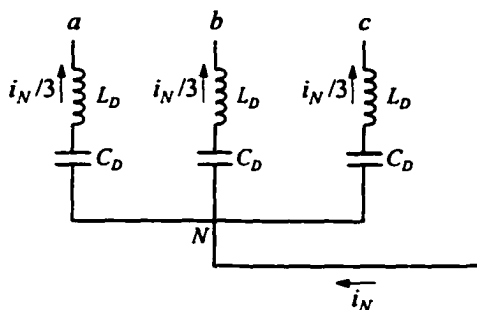 a b c
i_N/3 L_D i_N/3 L_D i_N/3 L_D
C_D C_D C_D
N
i_N